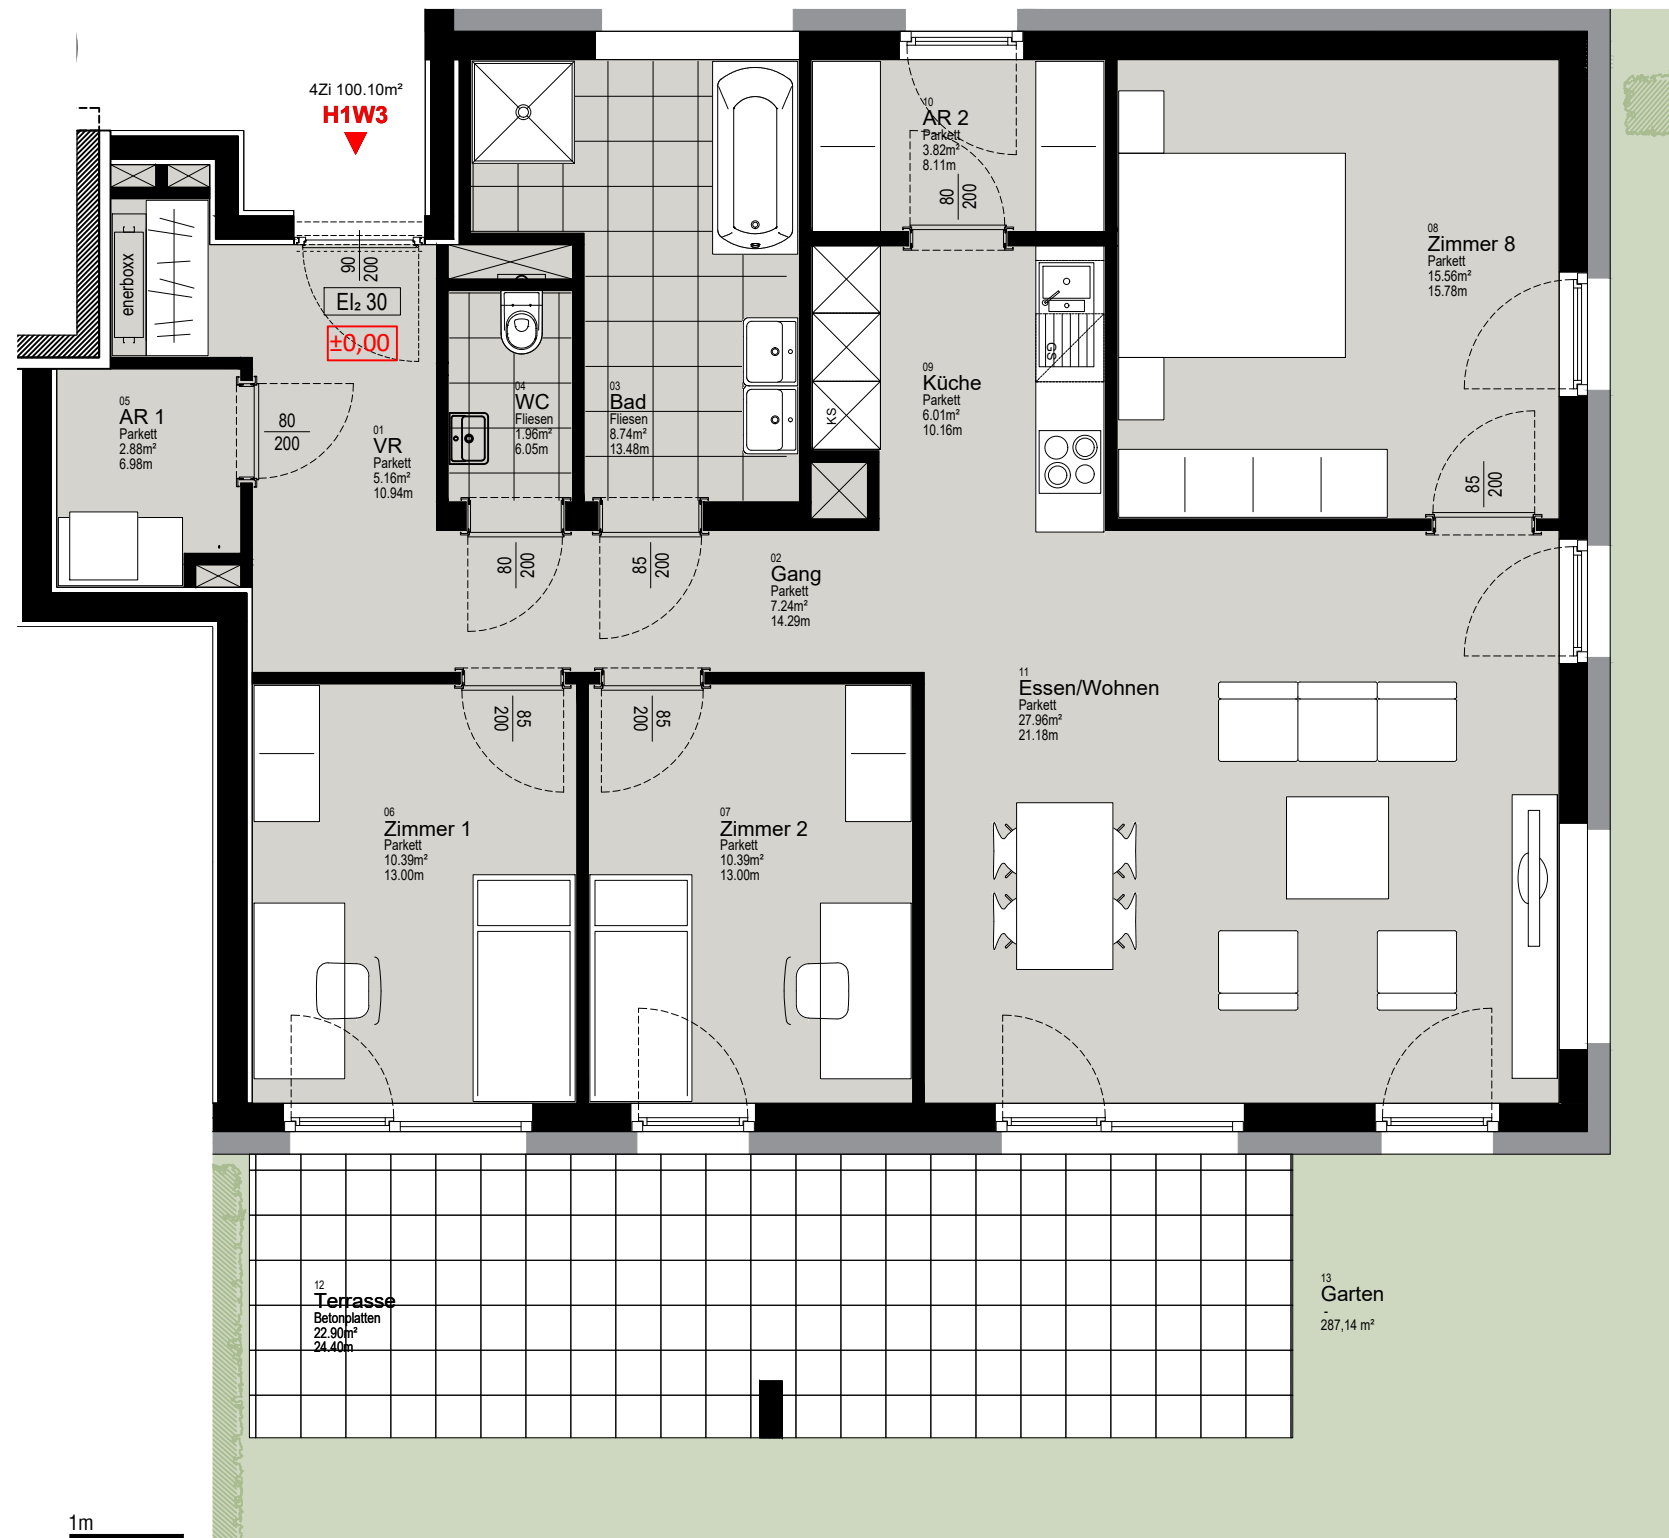 4Zi 100.10m²
H1W3
enerboxx
90
200
EI₂ 30
±0,00
05
AR 1
Parkett
2.88m²
6.98m
80
200
01
VR
Parkett
5.16m²
10.94m
04
WC
Fliesen
1.96m²
6.05m
03
Bad
Fliesen
8.74m²
13.48m
10
AR 2
Parkett
3.82m²
8.11m
80
200
KS
GS
09
Küche
Parkett
6.01m²
10.16m
08
Zimmer 8
Parkett
15.56m²
15.78m
85
200
80
200
85
200
02
Gang
Parkett
7.24m²
14.29m
85
200
85
200
11
Essen/Wohnen
Parkett
27.96m²
21.18m
06
Zimmer 1
Parkett
10.39m²
13.00m
07
Zimmer 2
Parkett
10.39m²
13.00m
12
Terrasse
Betonplatten
22.90m²
24.40m
13
Garten
-
287,14 m²
1m